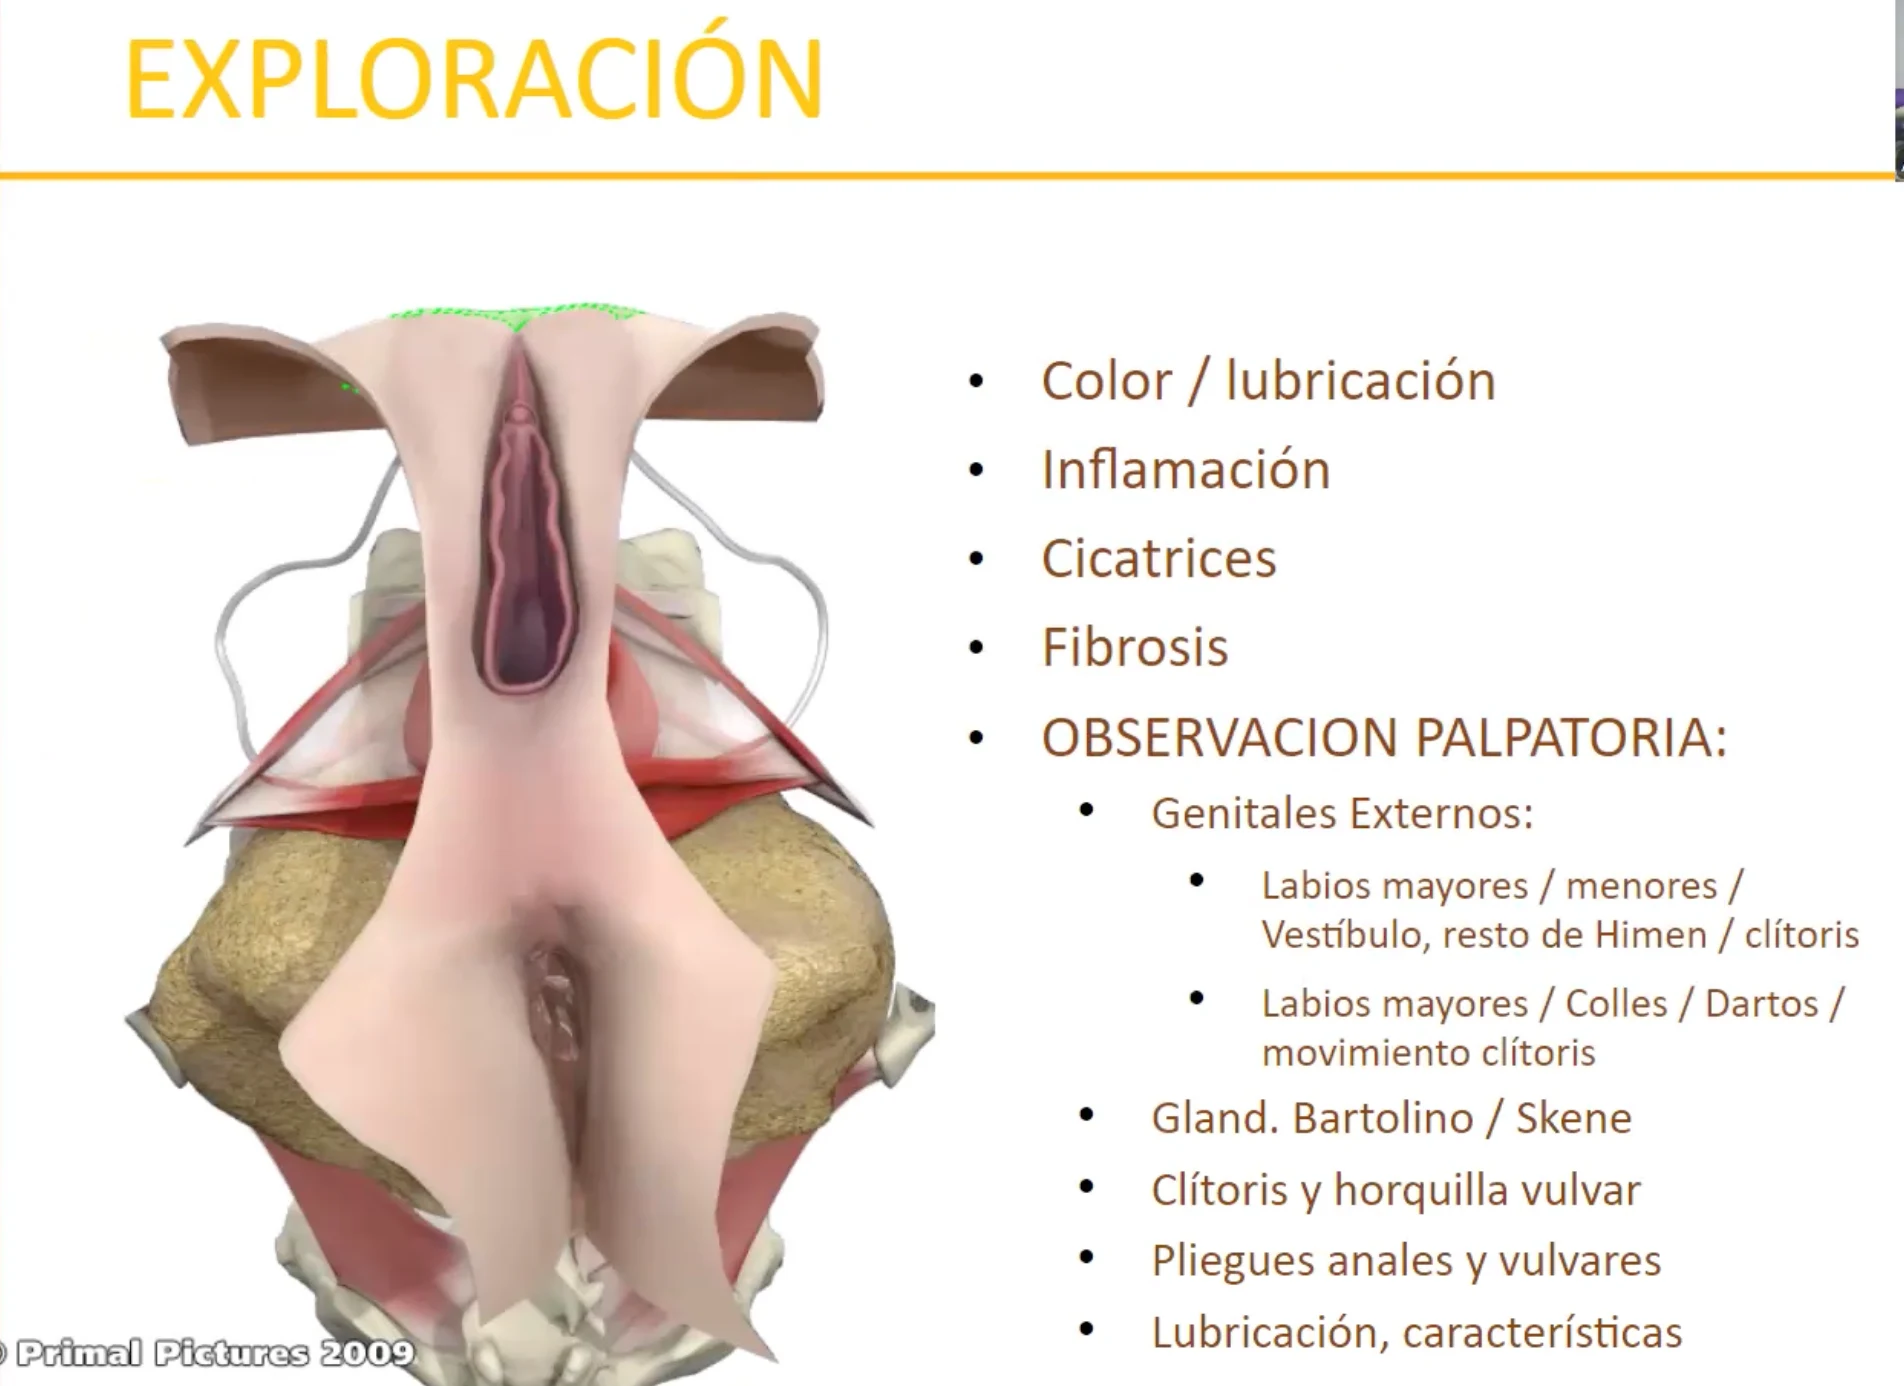 EXPLORACIÓN
• Color / lubricación
• Inflamación
• Cicatrices
• Fibrosis
• OBSERVACION PALPATORIA:
• Genitales Externos:
• Labios mayores / menores /
Vestíbulo, resto de Himen / clítoris
• Labios mayores / Colles / Dartos /
movimiento clítoris
• Gland. Bartolino / Skene
• Clítoris y horquilla vulvar
• Pliegues anales y vulvares
• Lubricación, características
© Primal Pictures 2009